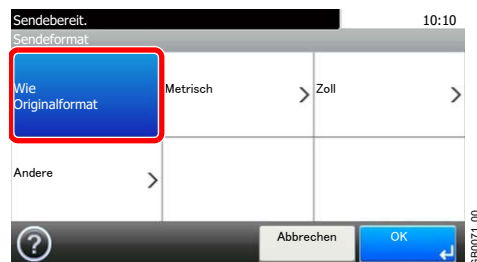 Sendebereit.
10:10
Sendeformat
Wie
Originalformat
Metrisch
Zoll
Andere
?
Abbrechen
OK
GB0071_00